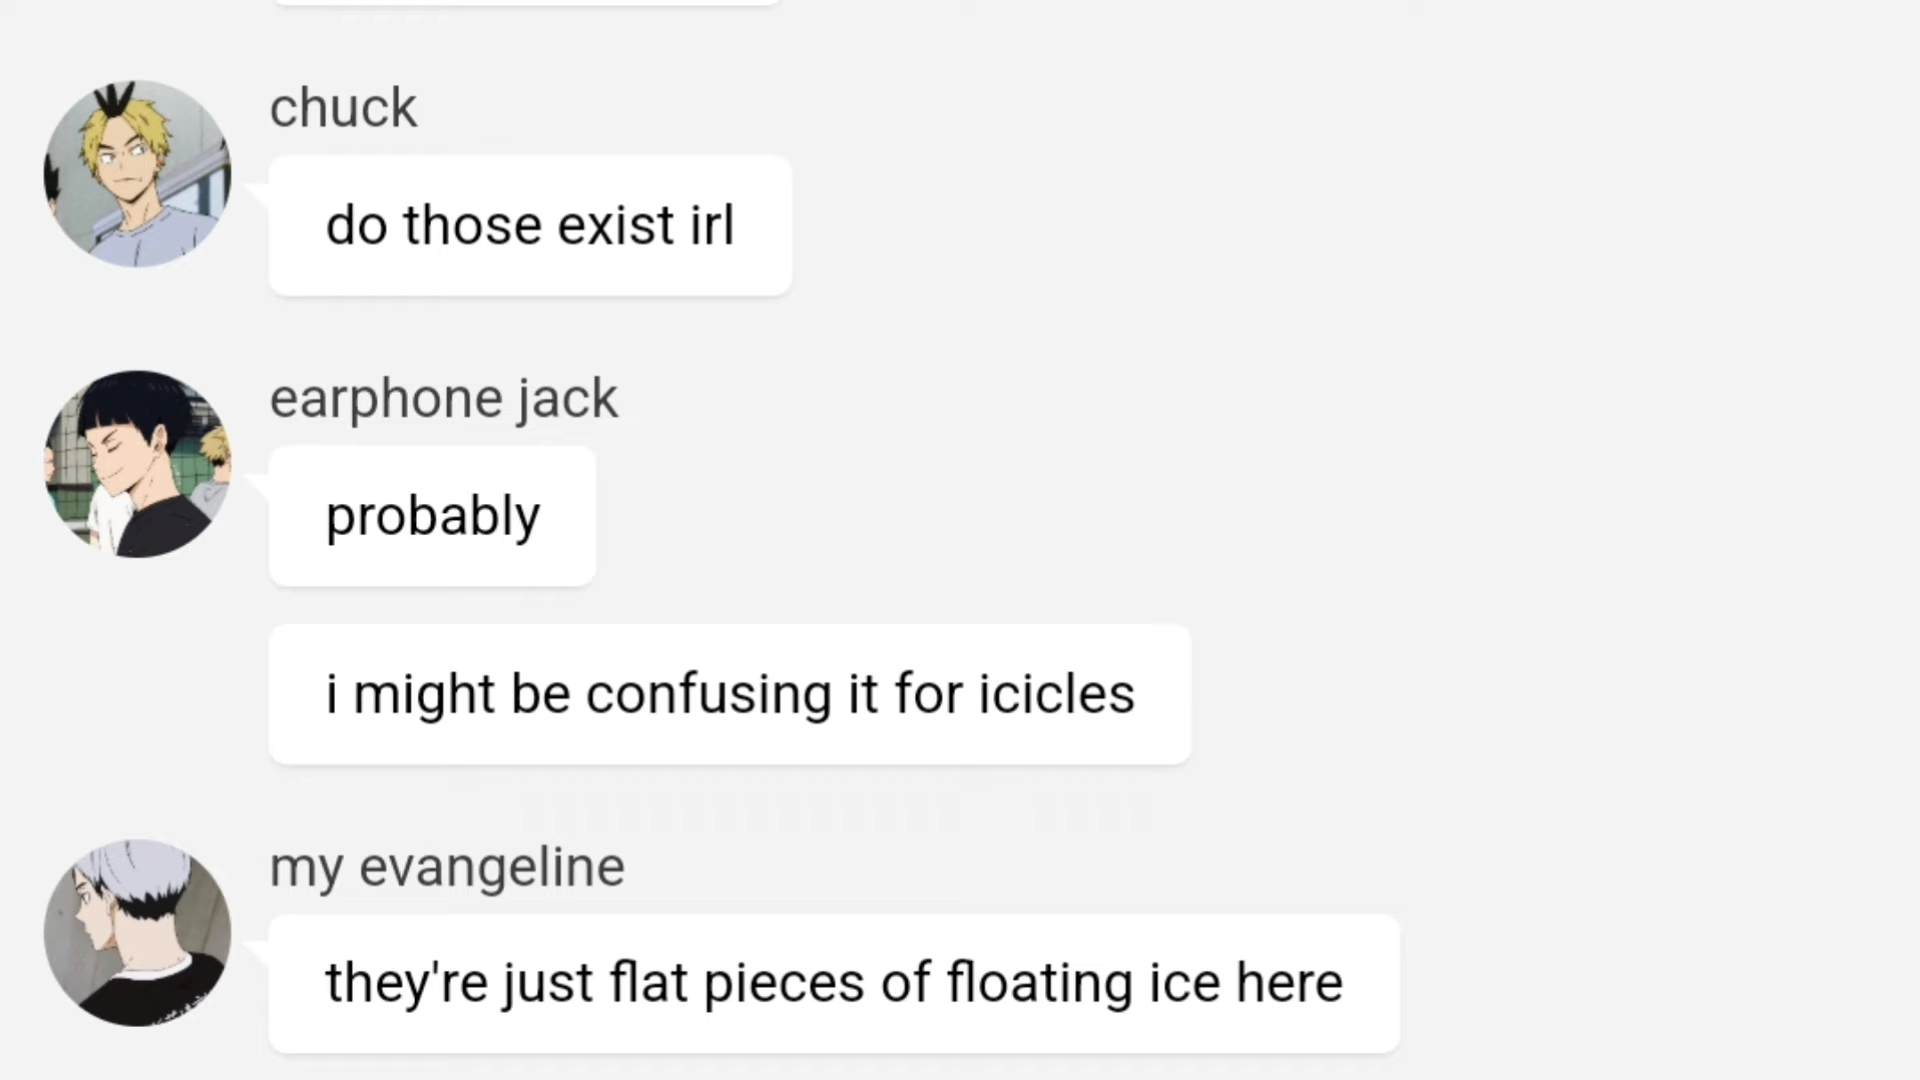 chuck
do those exist irl
earphone jack
probably
i might be confusing it for icicles
my evangeline
they're just flat pieces of floating ice here